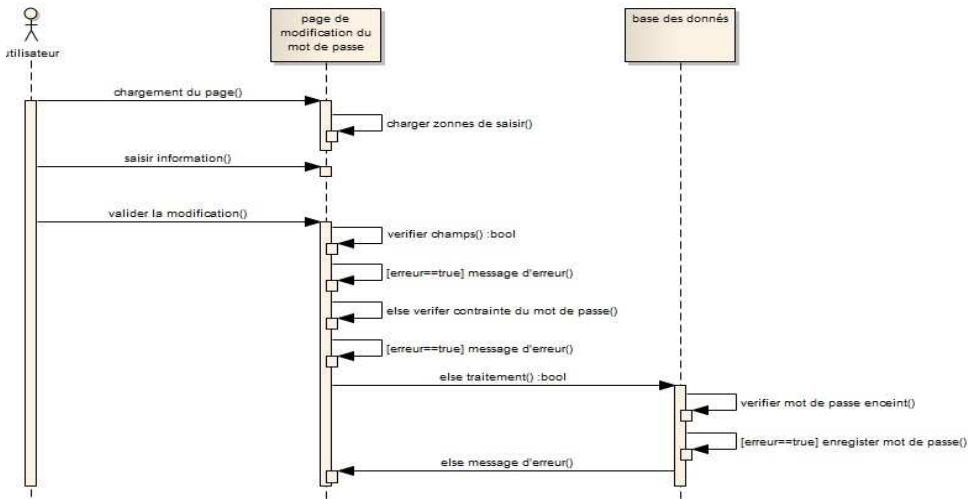 page de
modification du
mot de passe
base des donnés
utilisateur
chargement du page()
charger zonnes de saisir()
saisir information()
valider la modification()
verifier champs() :bool
[erreur==true] message d'erreur()
else verifer contrainte du mot de passe()
[erreur==true] message d'erreur()
else traitement() :bool
verifier mot de passe enceint()
[erreur==true] enregister mot de passe()
else message d'erreur()